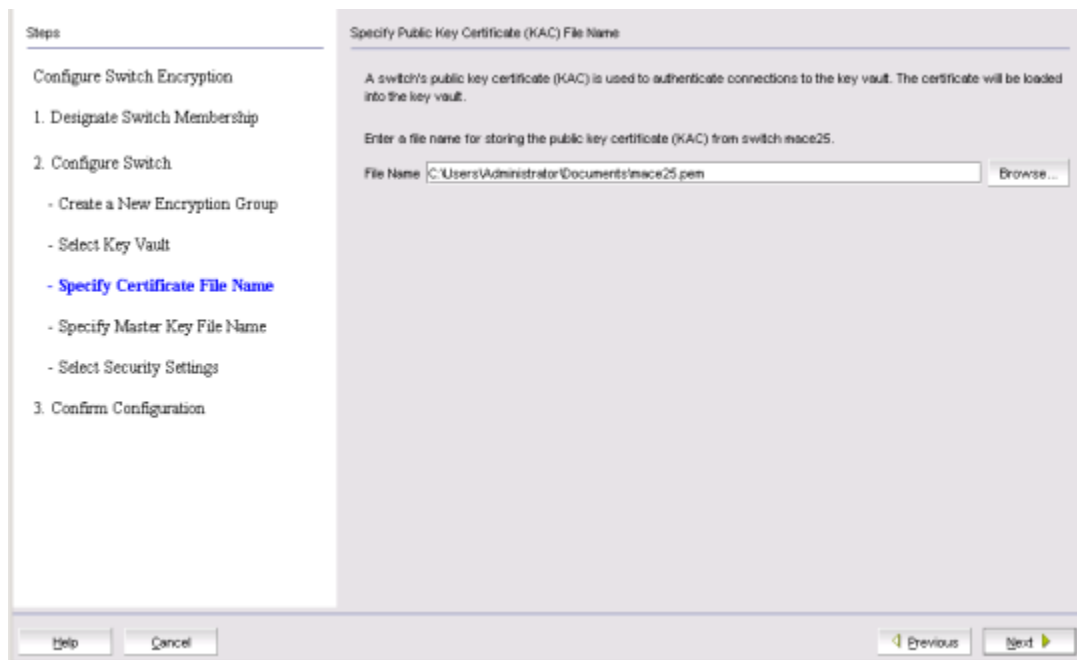 Steps
Configure Switch Encryption
1. Designate Switch Membership
2. Configure Switch
- Create a New Encryption Group
- Select Key Vault
- Specify Certificate File Name
- Specify Master Key File Name
- Select Security Settings
3. Confirm Configuration
Specify Public Key Certificate (KAC) File Name
A switch's public key certificate (KAC) is used to authenticate connections to the key vault. The certificate will be loaded
into the key vault.
Enter a file name for storing the public key certificate (KAC) from switch mace25.
File Name C:\Users\Administrator\Documents\mace25.pem Browse...
Help Cancel Previous Next